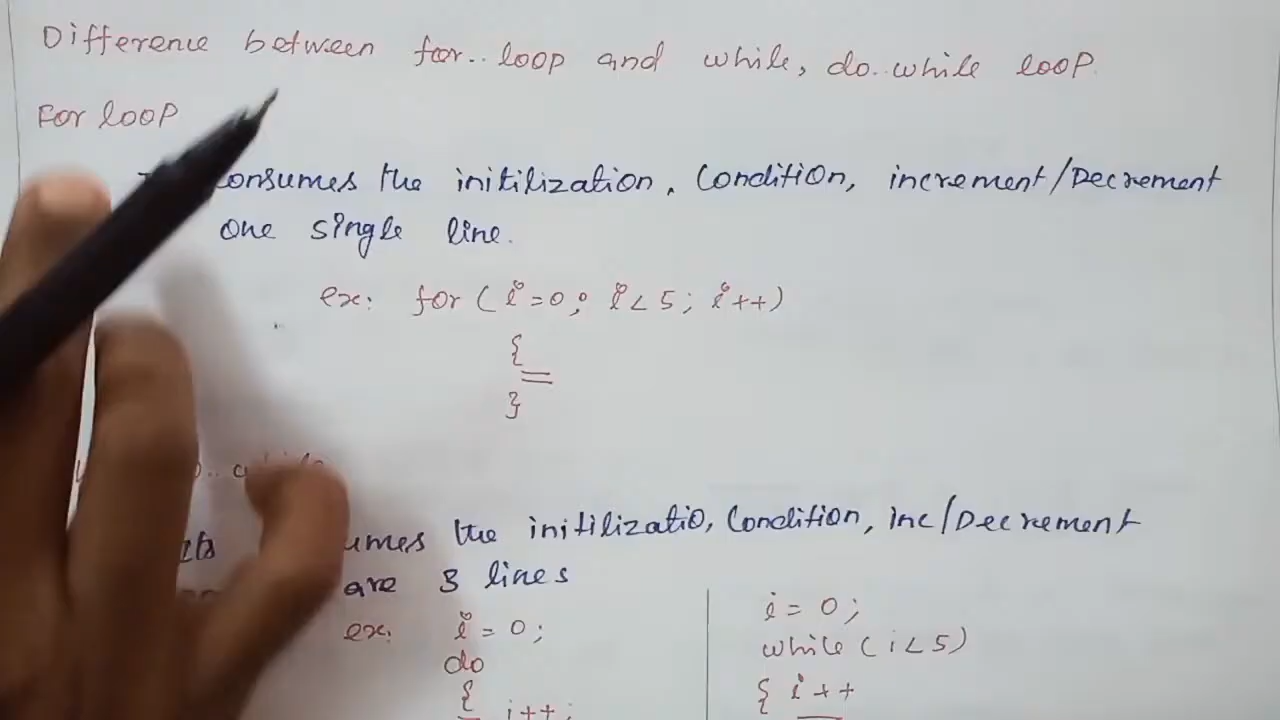 Difference between for.. loop and while, do..while loop.
For loop
consumes the initilization, Condition, increment/Decrement
one single line.
ex: for ( i=0; i<5; i++)
{
}
the initilizatio, Condition, inc/Decrement
are 3 lines
ex: i = 0;
do
{ i++;
i = 0;
while ( i<5)
{ i++